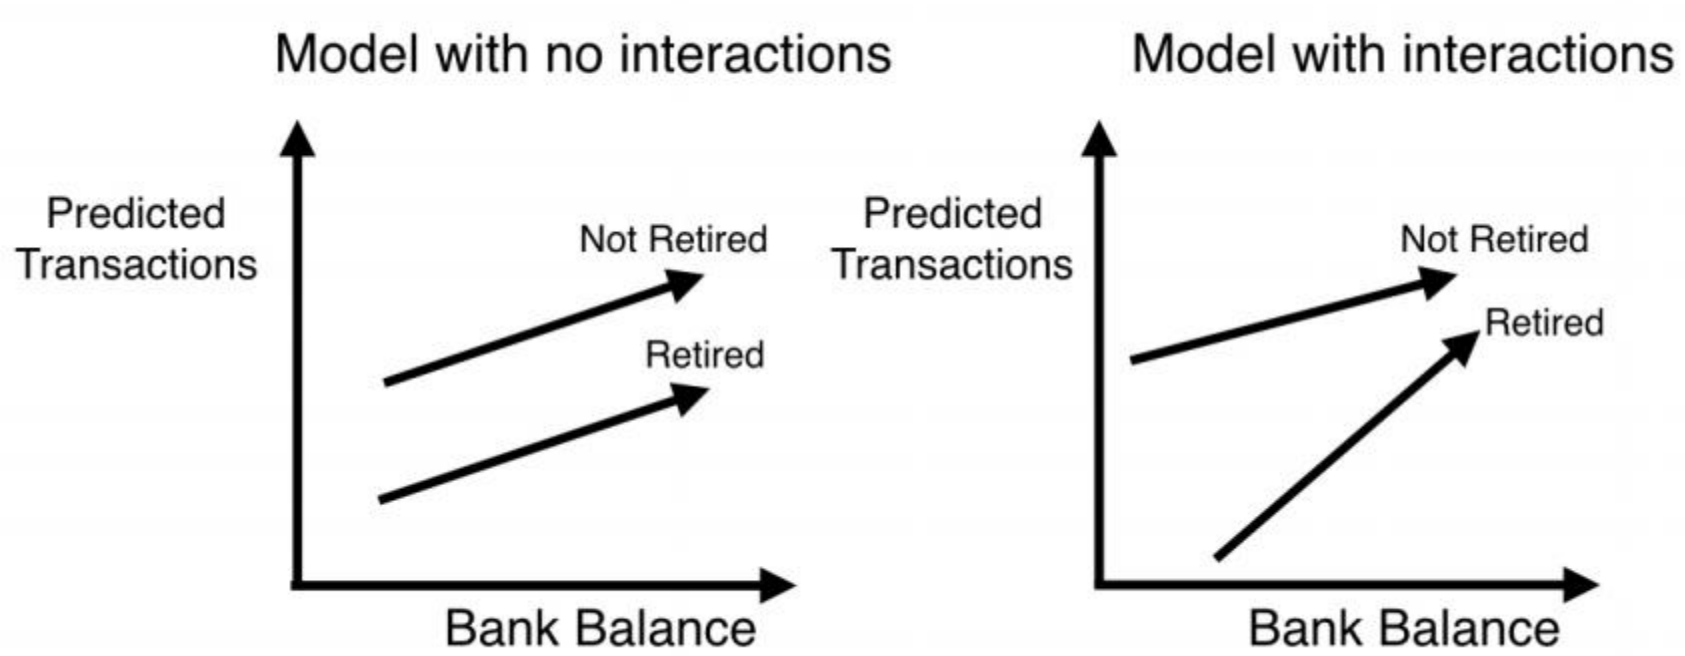 Model with no interactions
Predicted
Transactions
Not Retired
Retired
Bank Balance
Model with interactions
Predicted
Transactions
Not Retired
Retired
Bank Balance